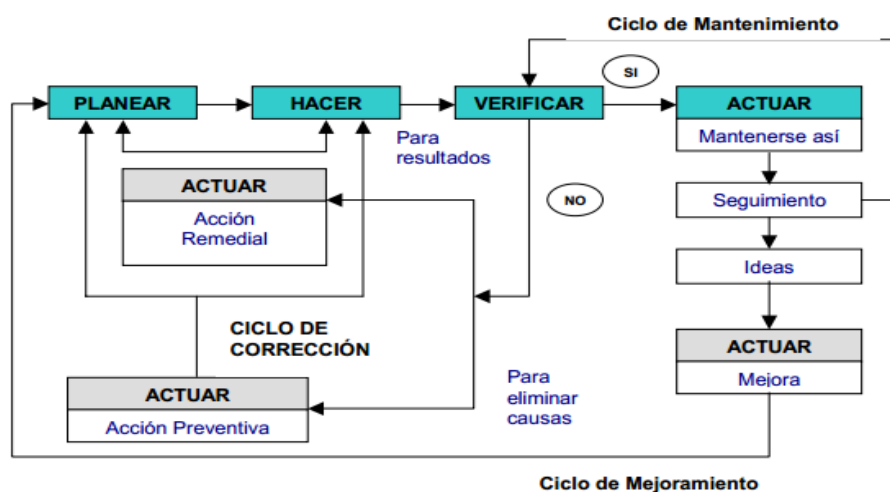 Ciclo de Mantenimiento
SI
PLANEAR
HACER
VERIFICAR
ACTUAR
Mantenerse así
Para
resultados
ACTUAR
Acción
Remedial
NO
Seguimiento
Ideas
CICLO DE
CORRECCIÓN
ACTUAR
Mejora
ACTUAR
Acción Preventiva
Para
eliminar
causas
Ciclo de Mejoramiento